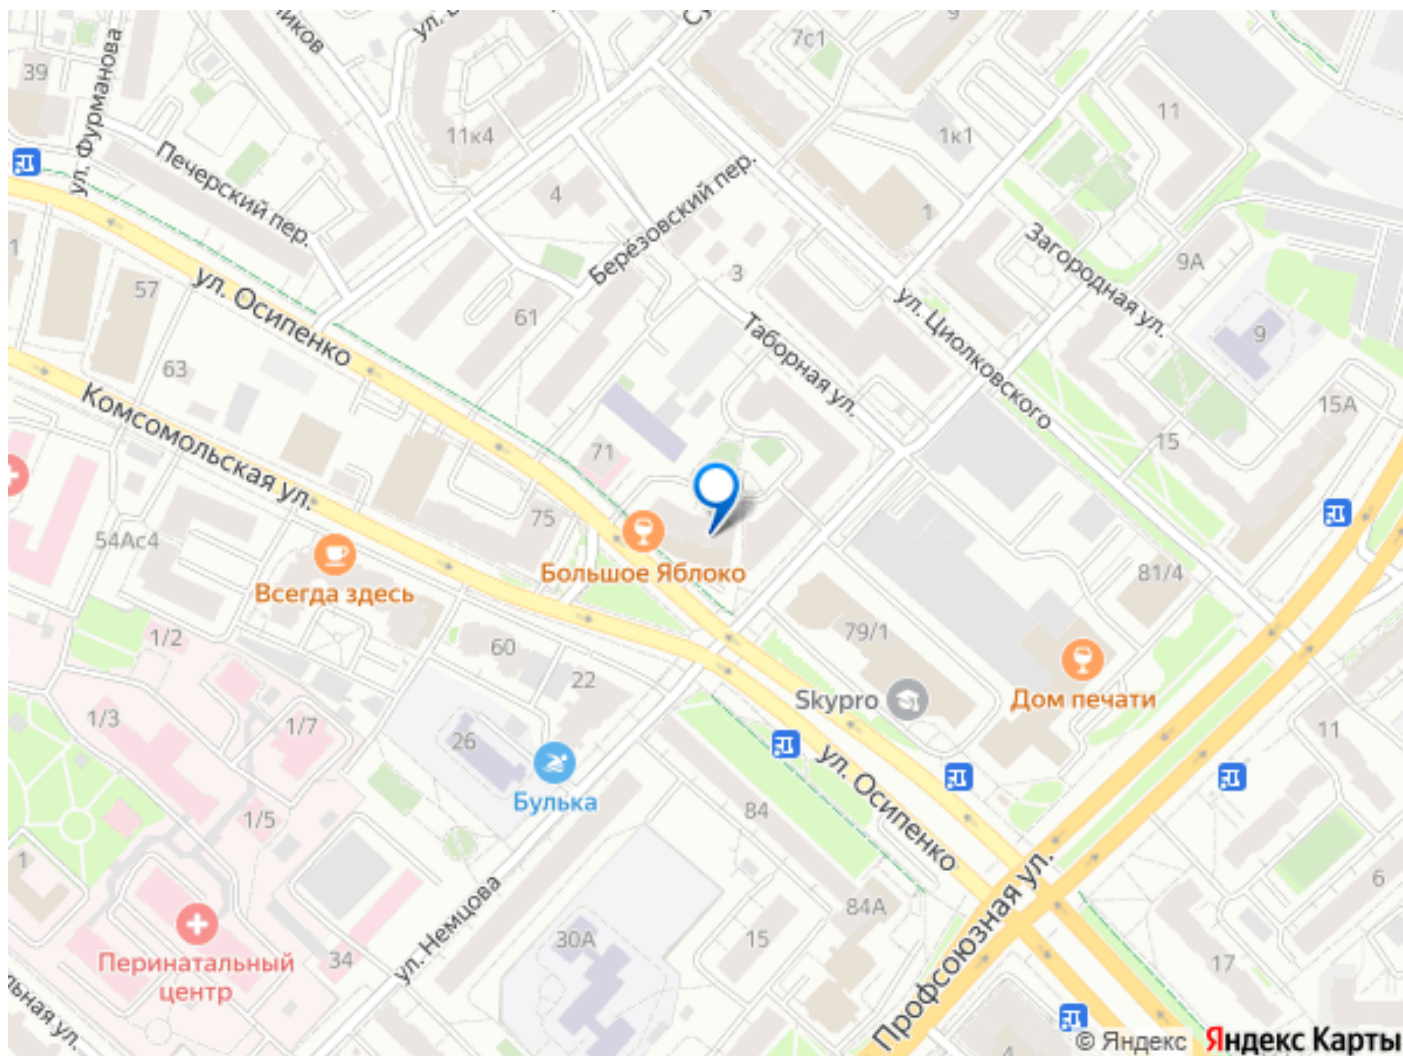 7с1
9
39
ул. Фурманова
11к4
11
1к1
Печерский пер.
4
Берёзовский пер.
1
Загородная ул.
9А
3
1
57
ул. Осипенко
61
ул. Циолковского
Таборная ул.
9
63
Комсомольская ул.
15А
15
71
75
54Ас4
Большое Яблоко
Всегда здесь
81/4
1/2
60
79/1
22
Skypro
Дом печати
1/3
1/7
26
11
Булька
ул. Осипенко
84
1/5
1
6
ул. Немцова
84А
30А
15
Профсоюзная ул.
34
17
Перинатальный
центр
4
© Яндекс
Яндекс Карты